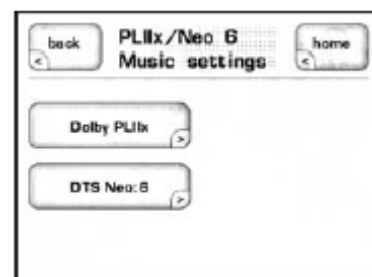 back
PLIIx/Neo 6
Music settings
home
Dolby PLIIx
DTS Neo:6